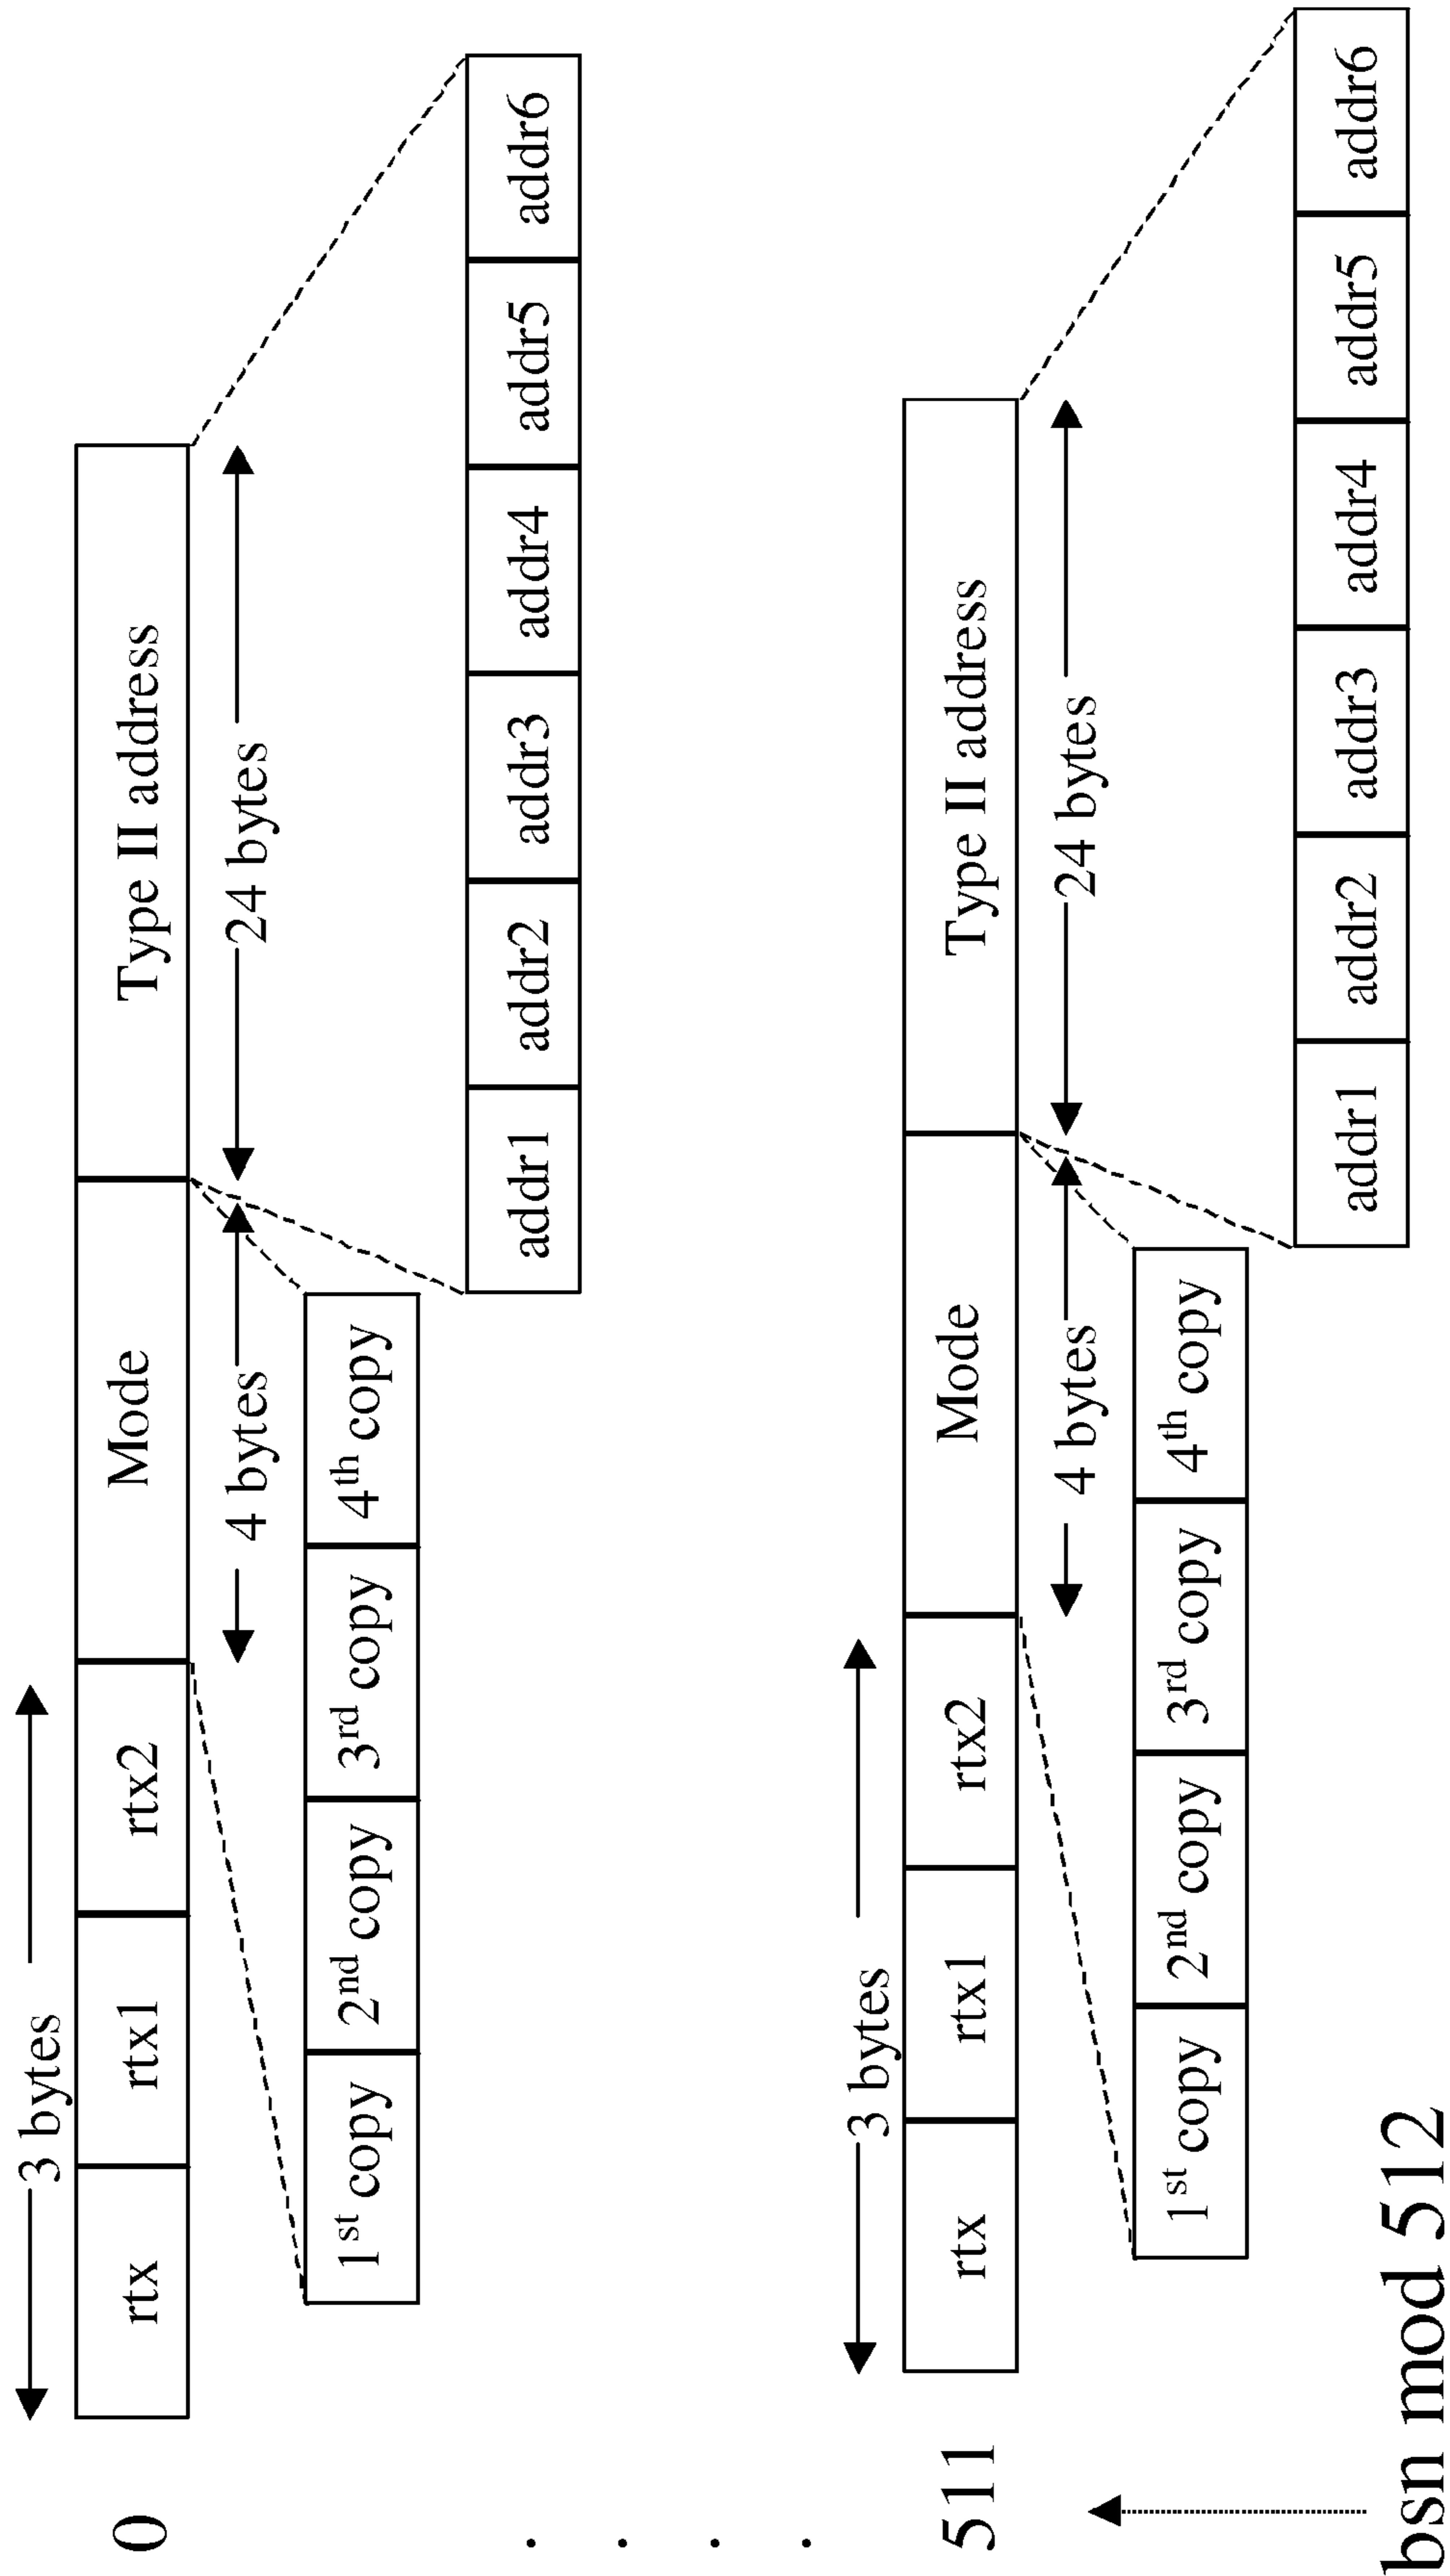 3 bytes
0 rtx rtx1 rtx2 Mode Type II address
4 bytes 24 bytes
1st copy 2nd copy 3rd copy 4th copy
addr1 addr2 addr3 addr4 addr5 addr6
. . . .
3 bytes
511 rtx rtx1 rtx2 Mode Type II address
4 bytes 24 bytes
1st copy 2nd copy 3rd copy 4th copy
addr1 addr2 addr3 addr4 addr5 addr6
bsn mod 512